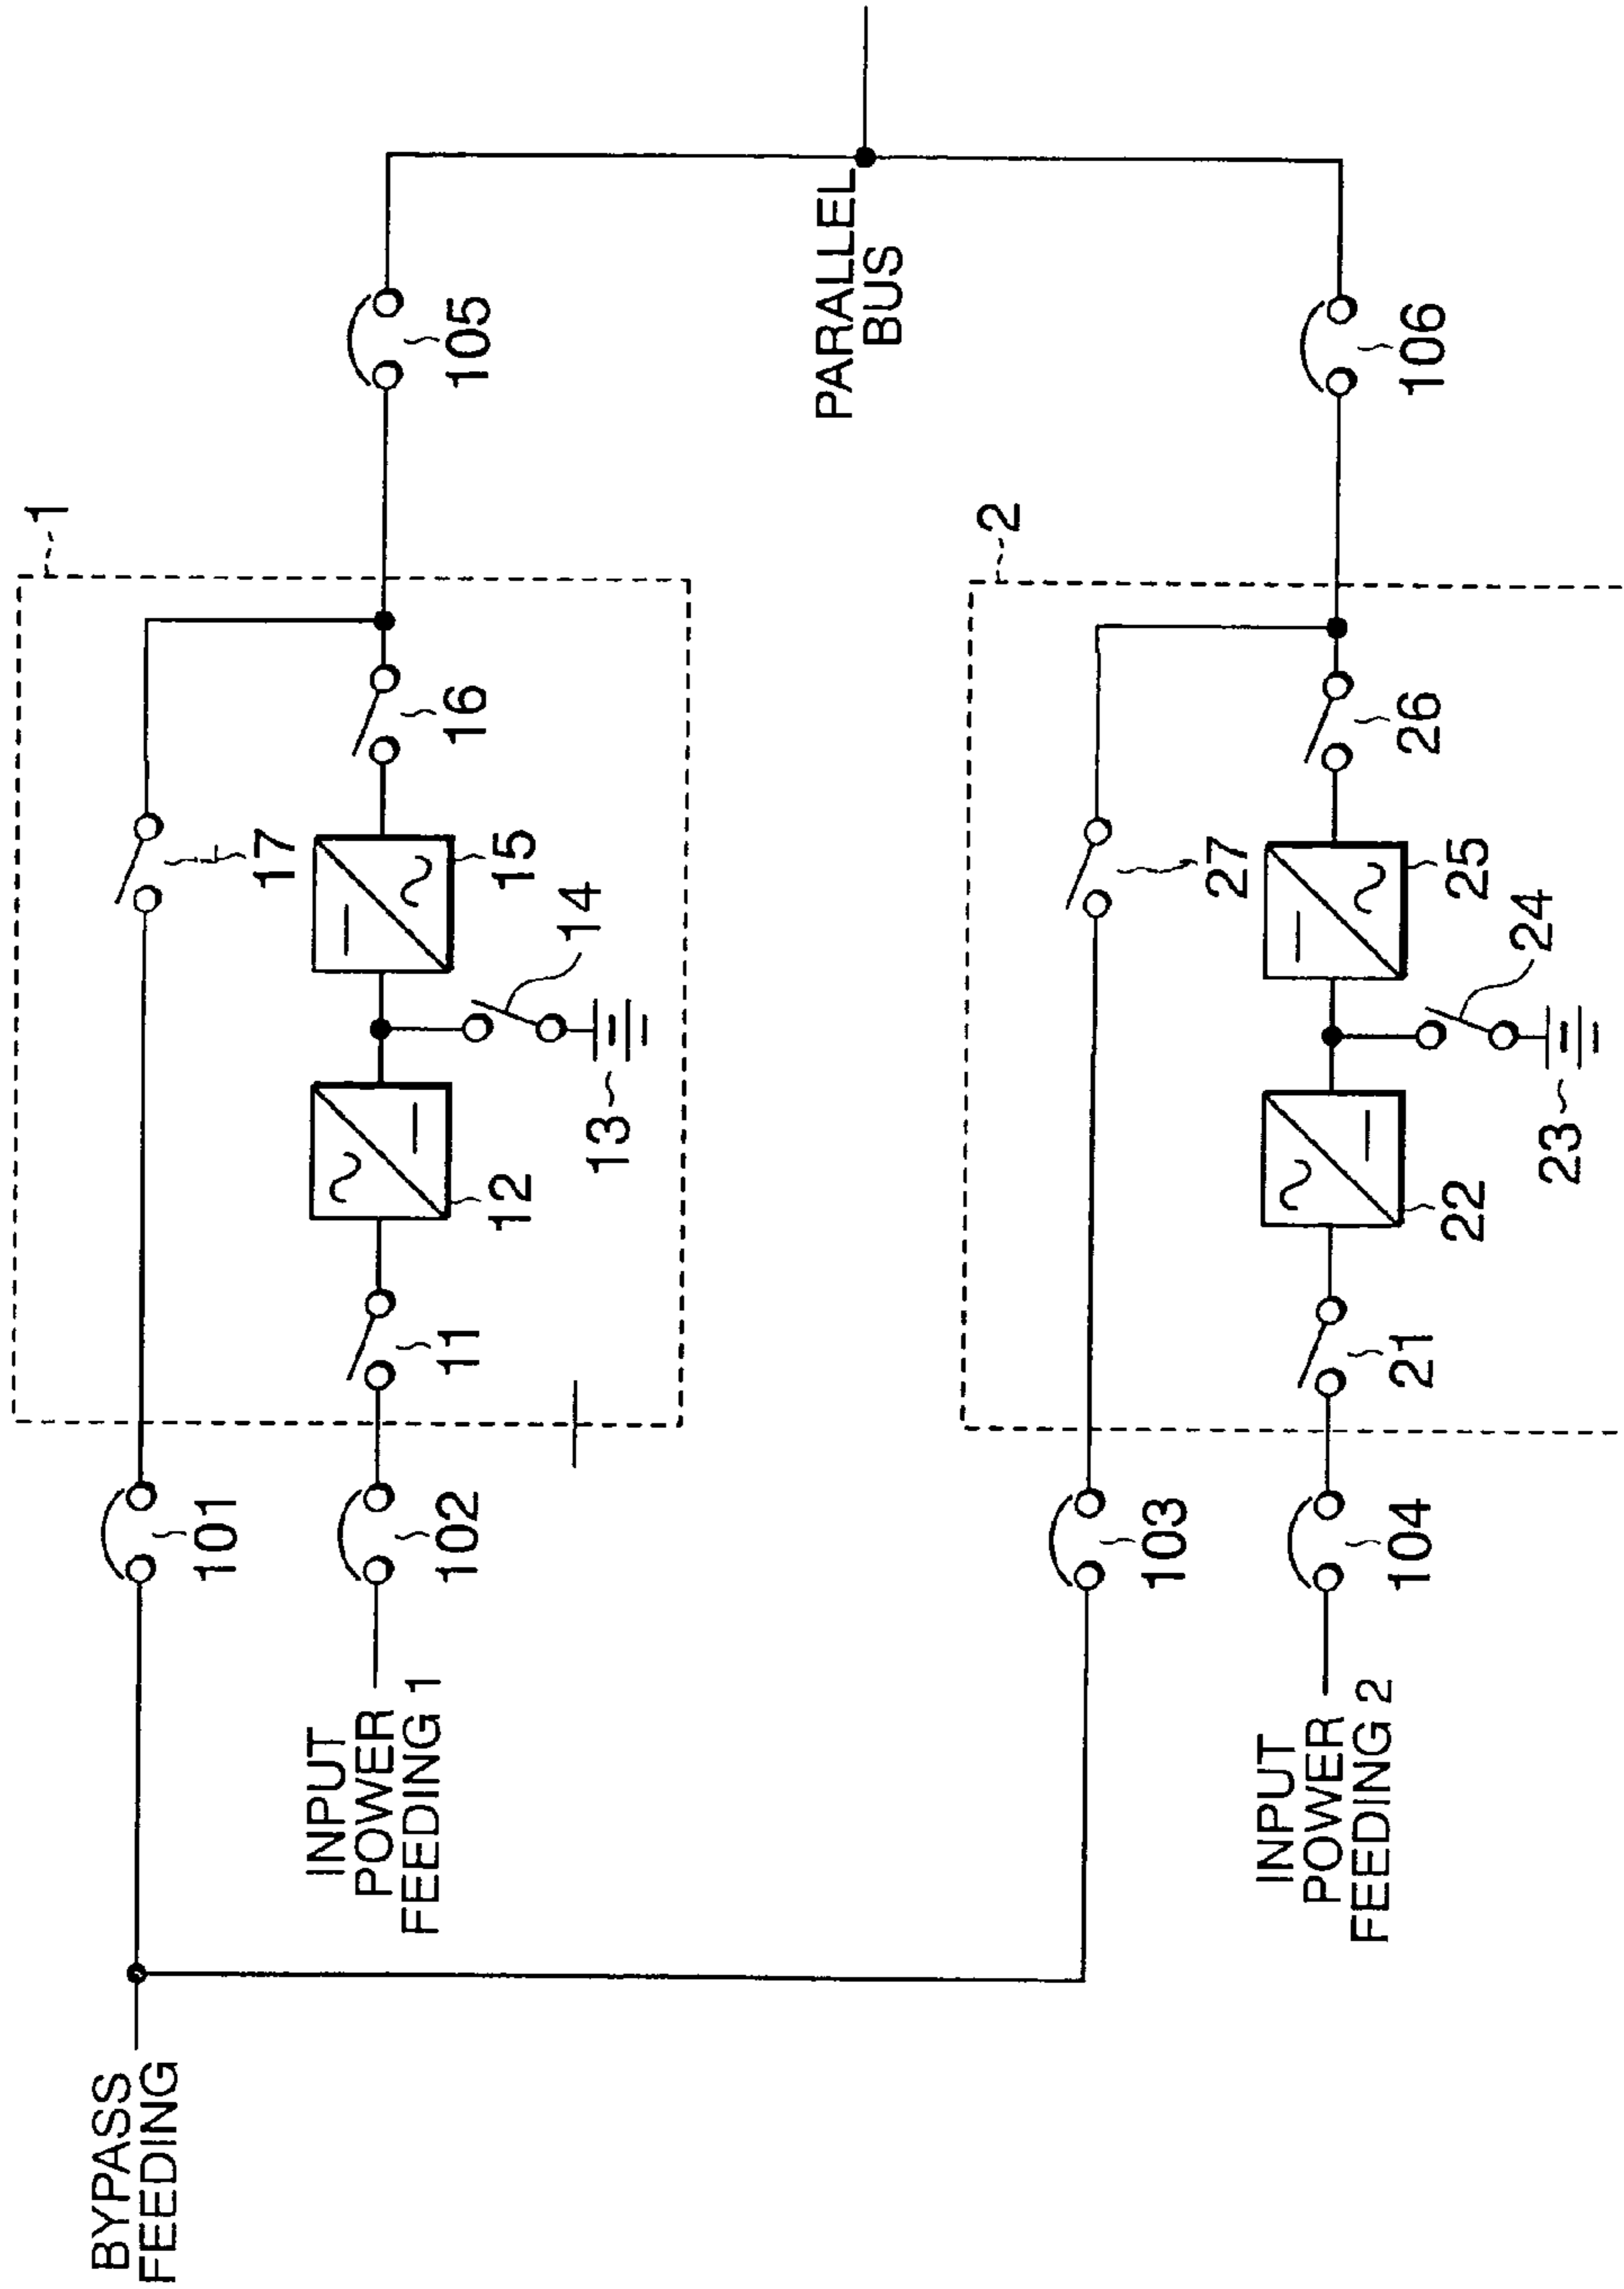 BYPASS
FEEDING
INPUT
POWER
FEEDING 1
101
102
1
11
12
13
14
15
16
17
105
PARALLEL
BUS
INPUT
POWER
FEEDING 2
103
104
2
21
22
23
24
25
26
27
106